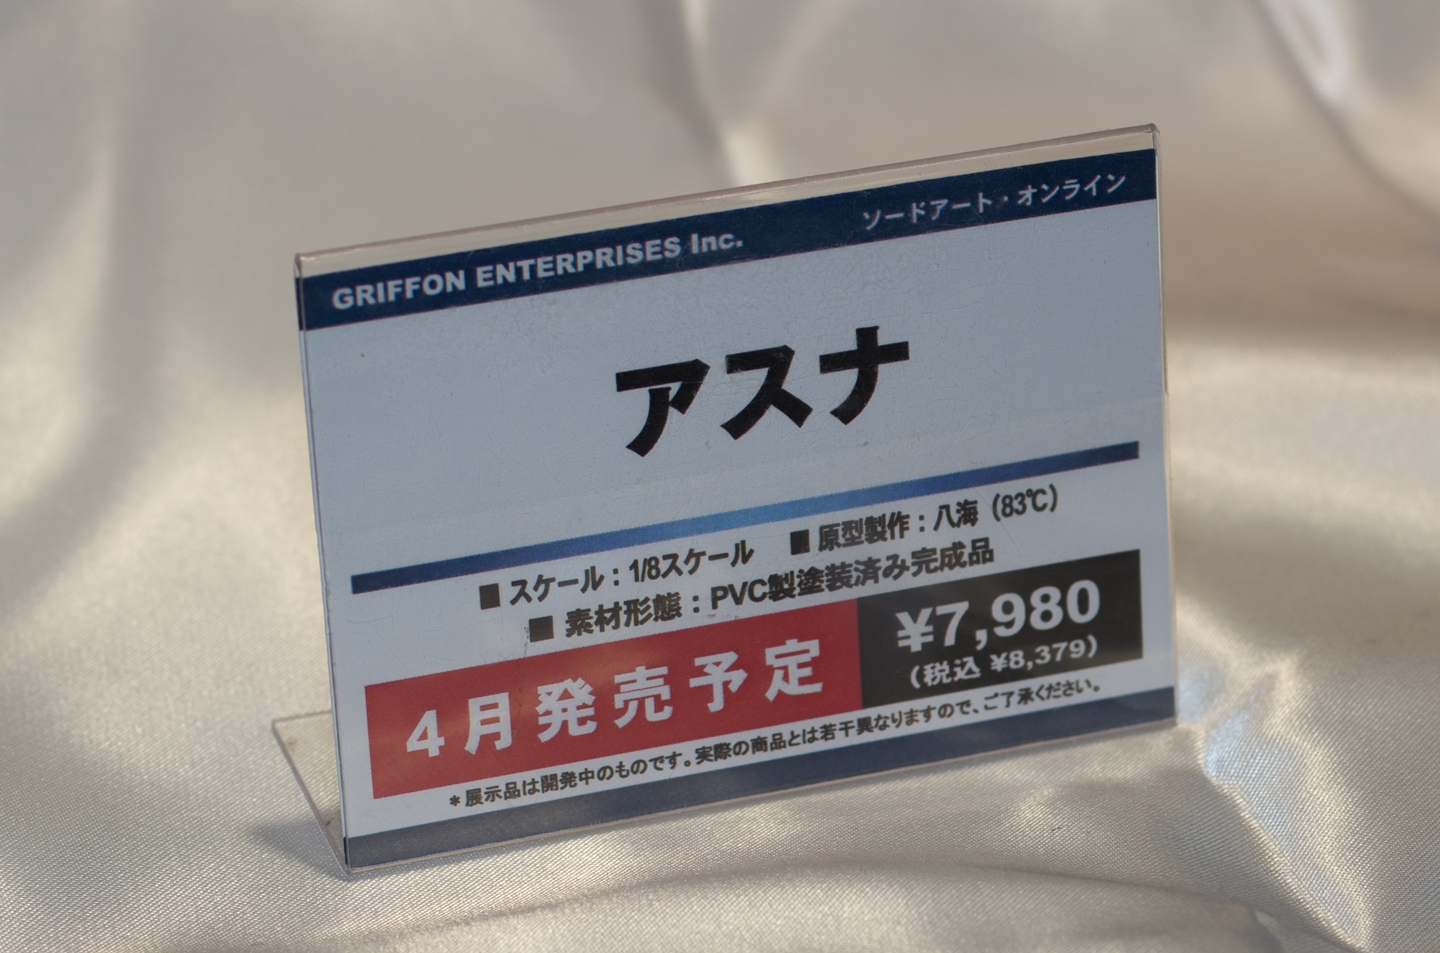 GRIFFON ENTERPRISES Inc.
ソードアート・オンライン
アスナ
■ スケール：1/8スケール ■ 原型製作：八海（83℃）
■ 素材形態：PVC製塗装済み完成品
4月発売予定
¥7,980
（税込 ¥8,379）
＊展示品は開発中のものです。実際の商品とは若干異なりますので、ご了承ください。